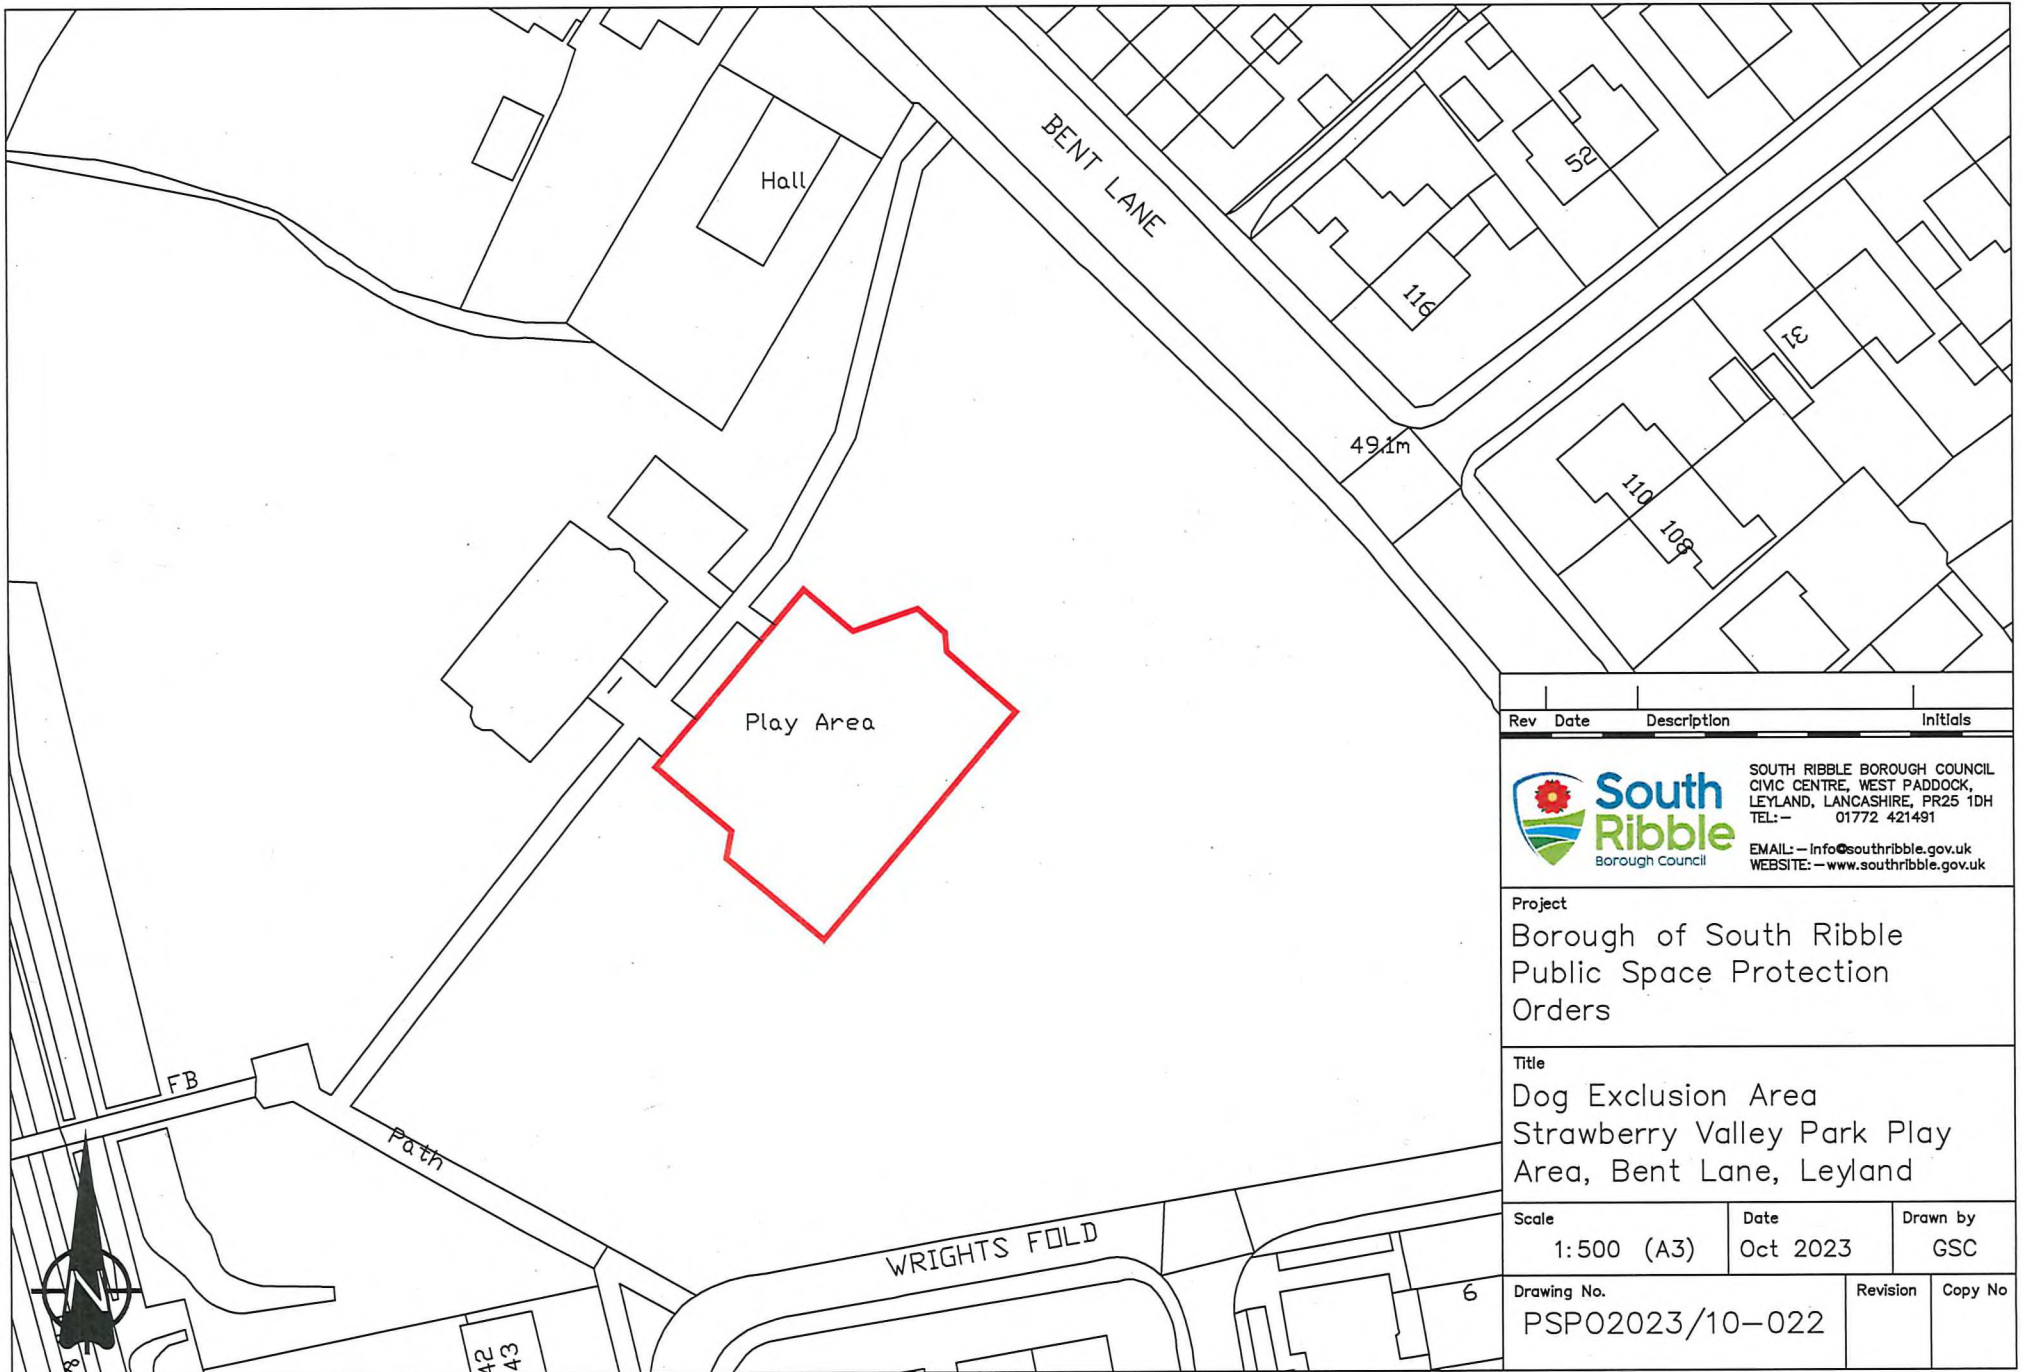 Hall
BENT LANE
52
116
31
49.1m
110
108
Play Area
FB
Path
WRIGHTS FOLD
6
42
43
N
Rev Date Description Initials
South
Ribble
Borough Council
SOUTH RIBBLE BOROUGH COUNCIL
CIVIC CENTRE, WEST PADDOCK,
LEYLAND, LANCASHIRE, PR25 1DH
TEL:- 01772 421491
EMAIL:-info@southribble.gov.uk
WEBSITE:-www.southribble.gov.uk
Project
Borough of South Ribble
Public Space Protection
Orders
Title
Dog Exclusion Area
Strawberry Valley Park Play
Area, Bent Lane, Leyland
Scale
1:500 (A3)
Date
Oct 2023
Drawn by
GSC
Drawing No.
PSPO2023/10-022
Revision
Copy No